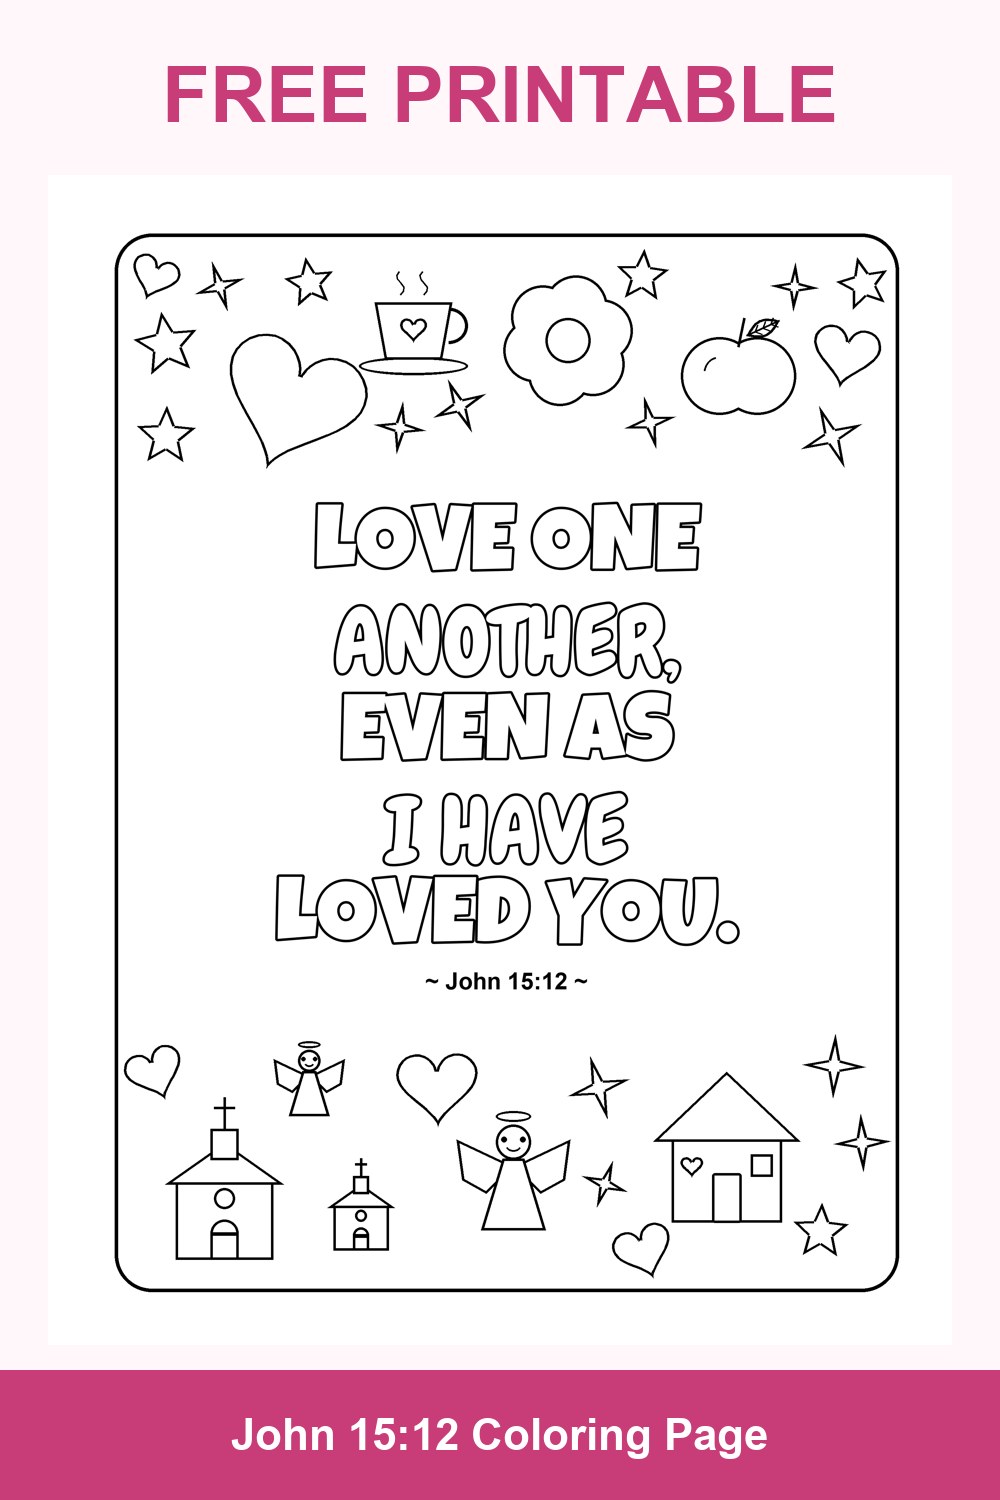 FREE PRINTABLE
LOVE ONE
ANOTHER,
EVEN AS
I HAVE
LOVED YOU.
~ John 15:12 ~
John 15:12 Coloring Page